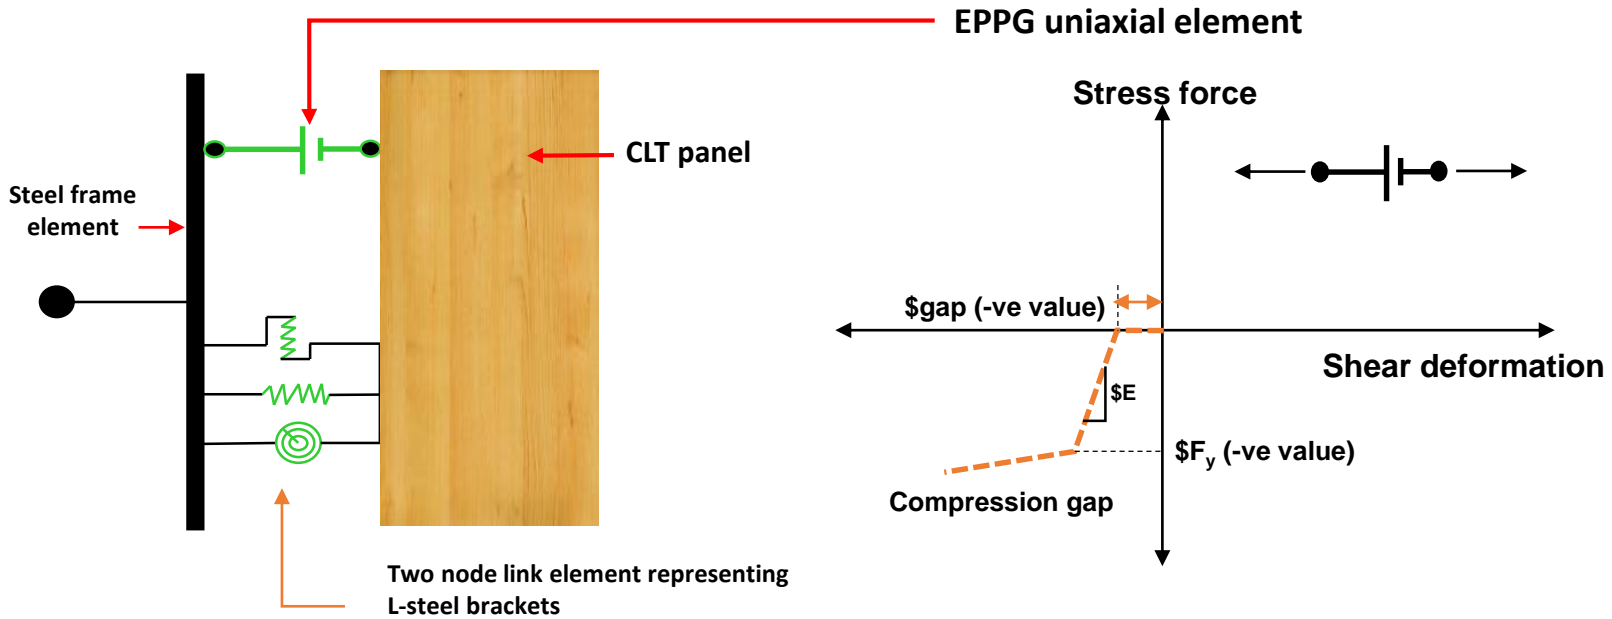 EPPG uniaxial element
Stress force
CLT panel
Steel frame
element
$gap (-ve value)
Shear deformation
$E
$Fy (-ve value)
Compression gap
Two node link element representing
L-steel brackets